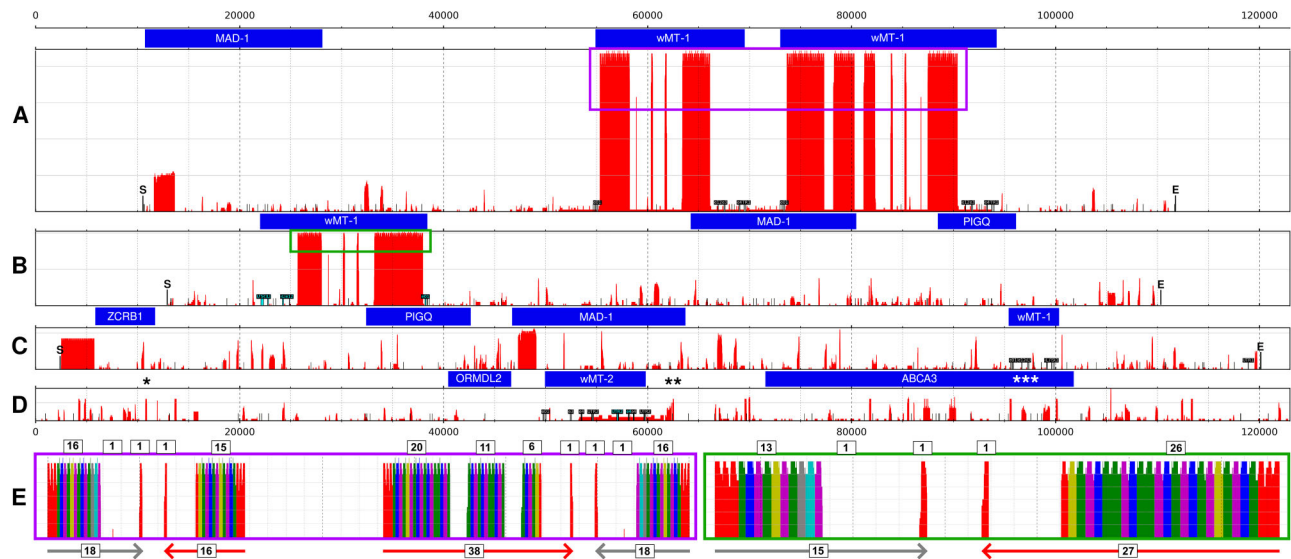 0 20000 40000 60000 80000 100000 120000
MAD-1 wMT-1 wMT-1
A
S E
wMT-1 MAD-1 PIGQ
B
S E
ZCRB1 PIGQ MAD-1 wMT-1
C
S E
* ORMDL2 wMT-2 ** ABCA3 ***
D
0 20000 40000 60000 80000 100000 120000
16 1 1 1 15 20 11 6 1 1 1 16 13 1 1 1 26
E
18 16 38 18 15 27